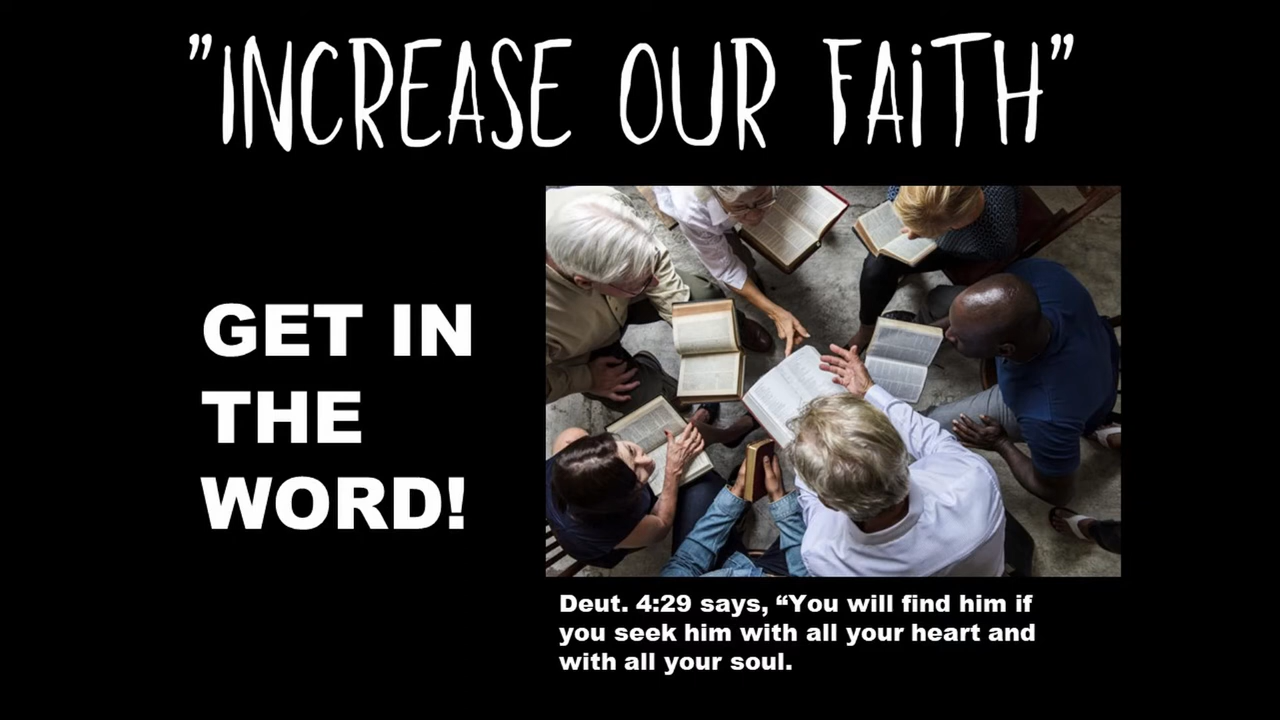 ”INCREASE OUR FAiTH”
GET IN
THE
WORD!
Deut. 4:29 says, “You will find him if
you seek him with all your heart and
with all your soul.